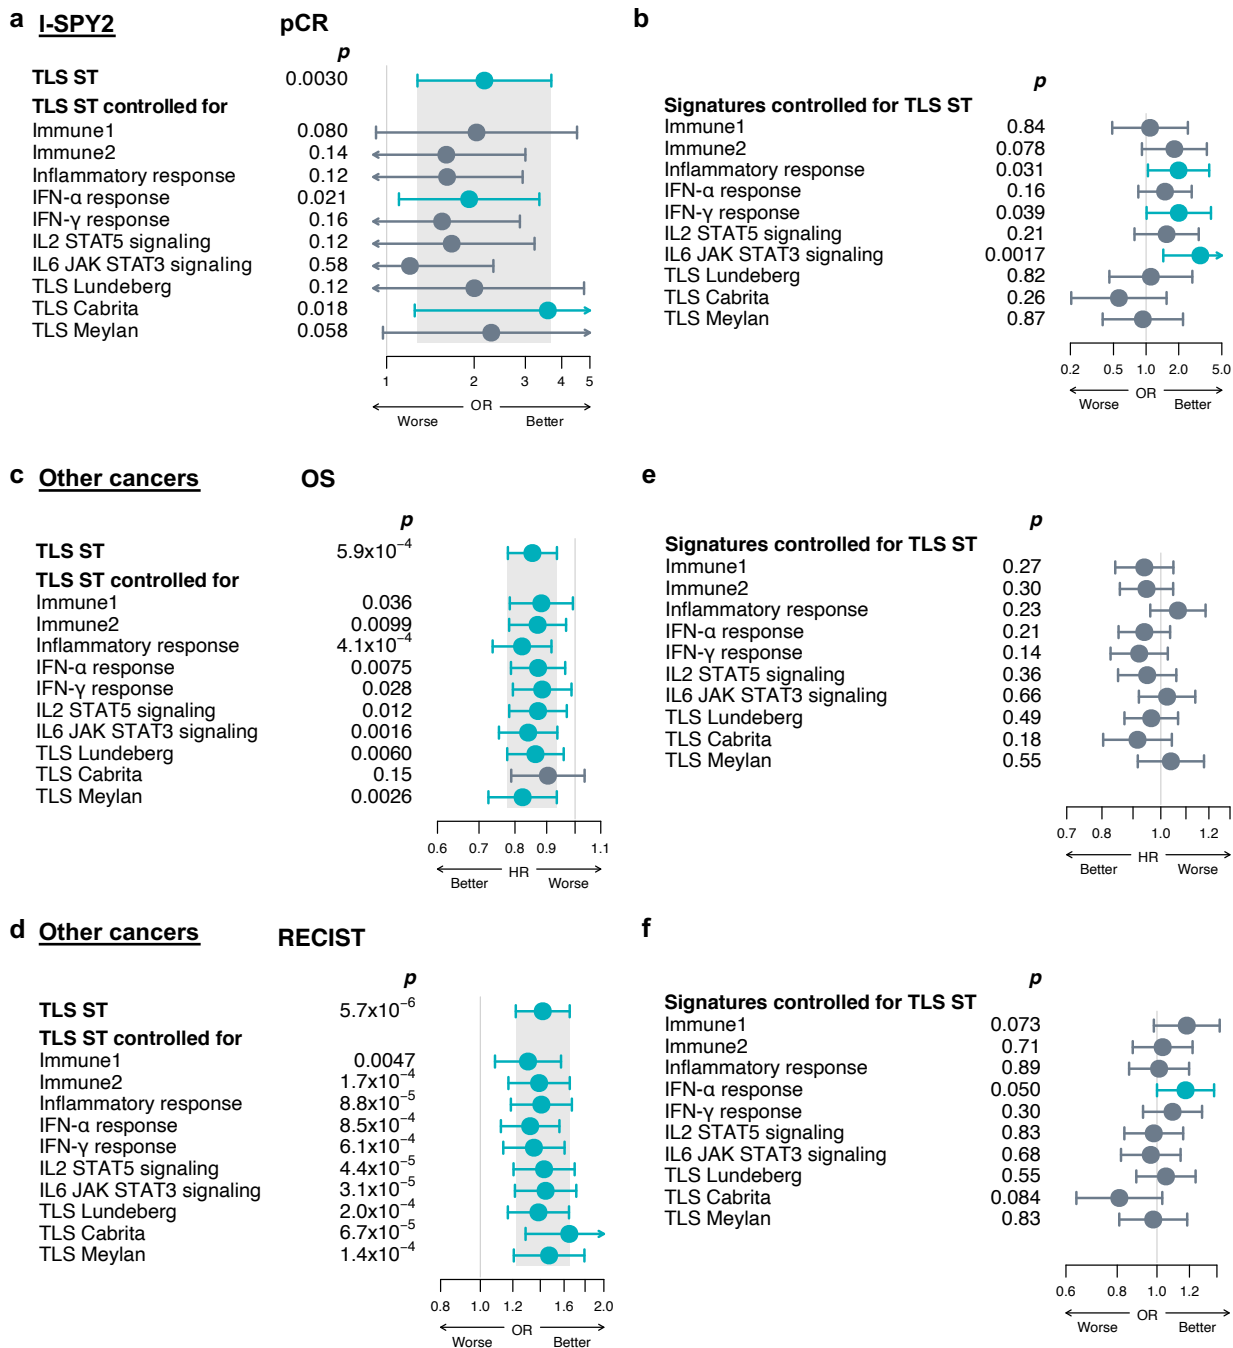 a I-SPY2 pCR
p
TLS ST 0.0030
TLS ST controlled for
Immune1 0.080
Immune2 0.14
Inflammatory response 0.12
IFN-α response 0.021
IFN-γ response 0.16
IL2 STAT5 signaling 0.12
IL6 JAK STAT3 signaling 0.58
TLS Lundeberg 0.12
TLS Cabrita 0.018
TLS Meylan 0.058
1 2 3 4 5
OR
Worse Better
b
p
Signatures controlled for TLS ST
Immune1 0.84
Immune2 0.078
Inflammatory response 0.031
IFN-α response 0.16
IFN-γ response 0.039
IL2 STAT5 signaling 0.21
IL6 JAK STAT3 signaling 0.0017
TLS Lundeberg 0.82
TLS Cabrita 0.26
TLS Meylan 0.87
0.2 0.5 1.0 2.0 5.0
OR
Worse Better
c Other cancers OS
p
TLS ST 5.9x10⁻⁴
TLS ST controlled for
Immune1 0.036
Immune2 0.0099
Inflammatory response 4.1x10⁻⁴
IFN-α response 0.0075
IFN-γ response 0.028
IL2 STAT5 signaling 0.012
IL6 JAK STAT3 signaling 0.0016
TLS Lundeberg 0.0060
TLS Cabrita 0.15
TLS Meylan 0.0026
0.6 0.7 0.8 0.9 1.1
HR
Better Worse
e
p
Signatures controlled for TLS ST
Immune1 0.27
Immune2 0.30
Inflammatory response 0.23
IFN-α response 0.21
IFN-γ response 0.14
IL2 STAT5 signaling 0.36
IL6 JAK STAT3 signaling 0.66
TLS Lundeberg 0.49
TLS Cabrita 0.18
TLS Meylan 0.55
0.7 0.8 1.0 1.2
HR
Better Worse
d Other cancers RECIST
p
TLS ST 5.7x10⁻⁶
TLS ST controlled for
Immune1 0.0047
Immune2 1.7x10⁻⁴
Inflammatory response 8.8x10⁻⁵
IFN-α response 8.5x10⁻⁴
IFN-γ response 6.1x10⁻⁴
IL2 STAT5 signaling 4.4x10⁻⁵
IL6 JAK STAT3 signaling 3.1x10⁻⁵
TLS Lundeberg 2.0x10⁻⁴
TLS Cabrita 6.7x10⁻⁵
TLS Meylan 1.4x10⁻⁴
0.8 1.0 1.2 1.6 2.0
OR
Worse Better
f
p
Signatures controlled for TLS ST
Immune1 0.073
Immune2 0.71
Inflammatory response 0.89
IFN-α response 0.050
IFN-γ response 0.30
IL2 STAT5 signaling 0.83
IL6 JAK STAT3 signaling 0.68
TLS Lundeberg 0.55
TLS Cabrita 0.084
TLS Meylan 0.83
0.6 0.8 1.0 1.2
OR
Worse Better